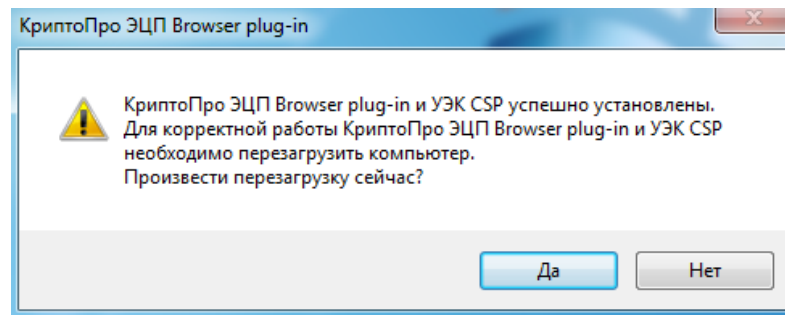 КриптоПро ЭЦП Browser plug-in
КриптоПро ЭЦП Browser plug-in и УЭК CSP успешно установлены.
Для корректной работы КриптоПро ЭЦП Browser plug-in и УЭК CSP
необходимо перезагрузить компьютер.
Произвести перезагрузку сейчас?
Да
Нет